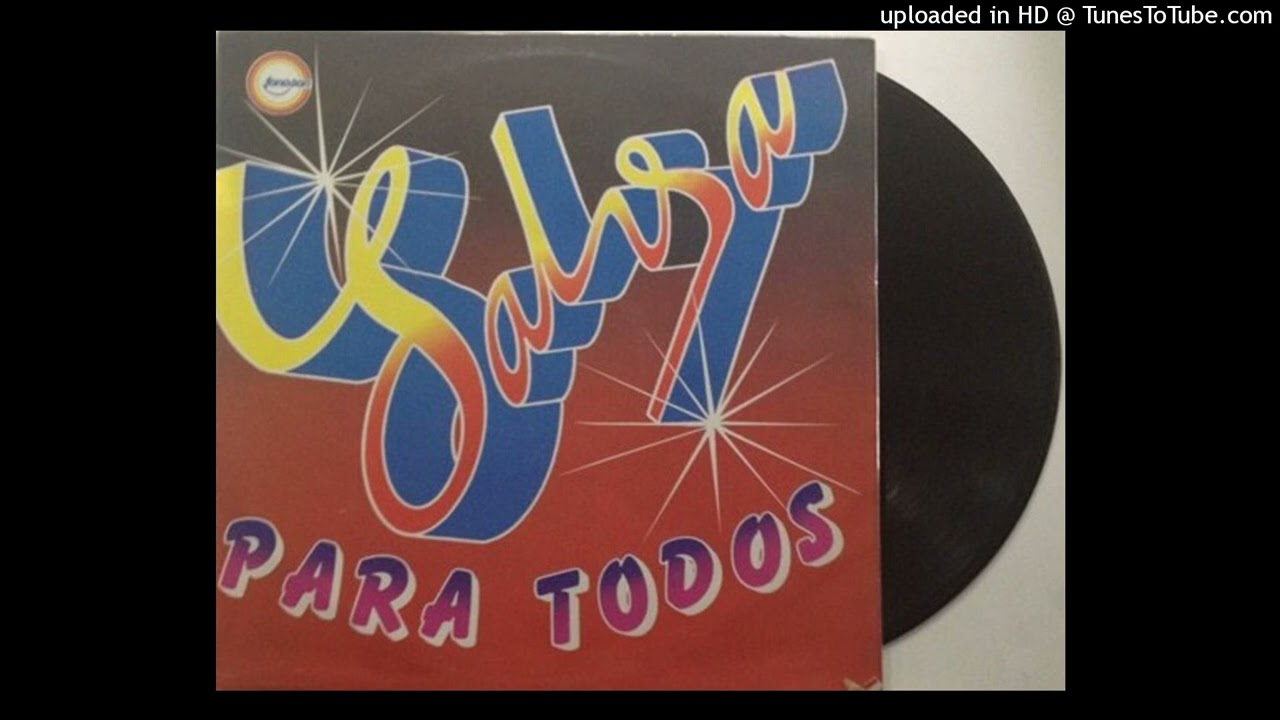 uploaded in HD @ TunesToTube.com
Salsa
PARA TODOS